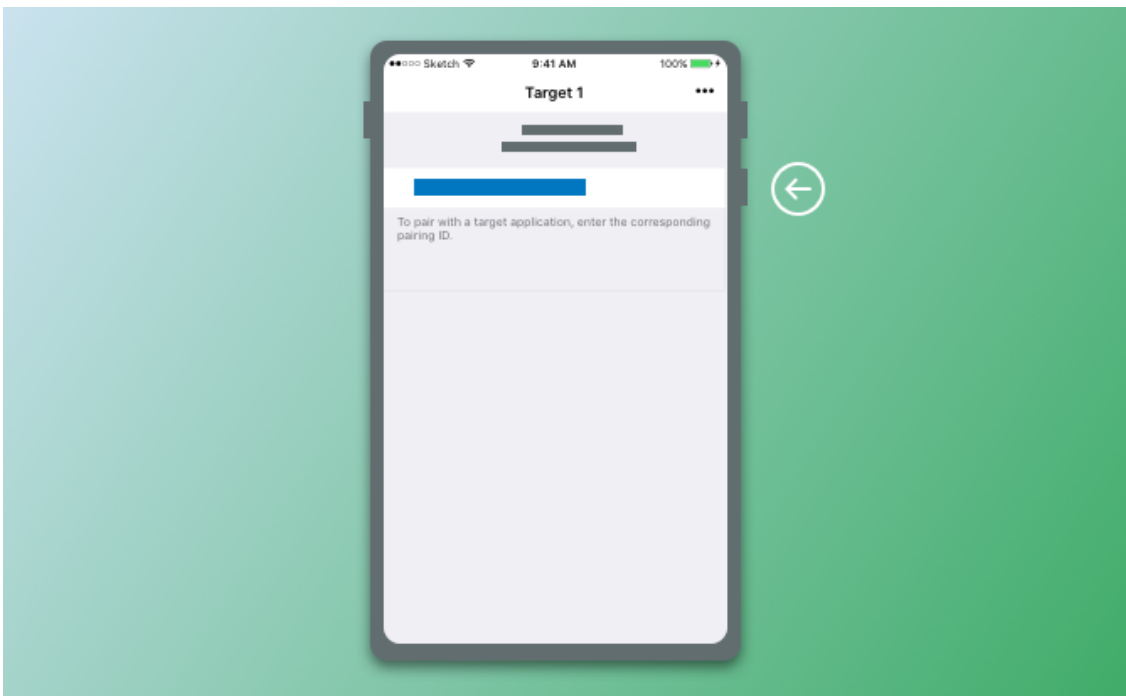 Sketch 9:41 AM 100%
Target 1
To pair with a target application, enter the corresponding
pairing ID.